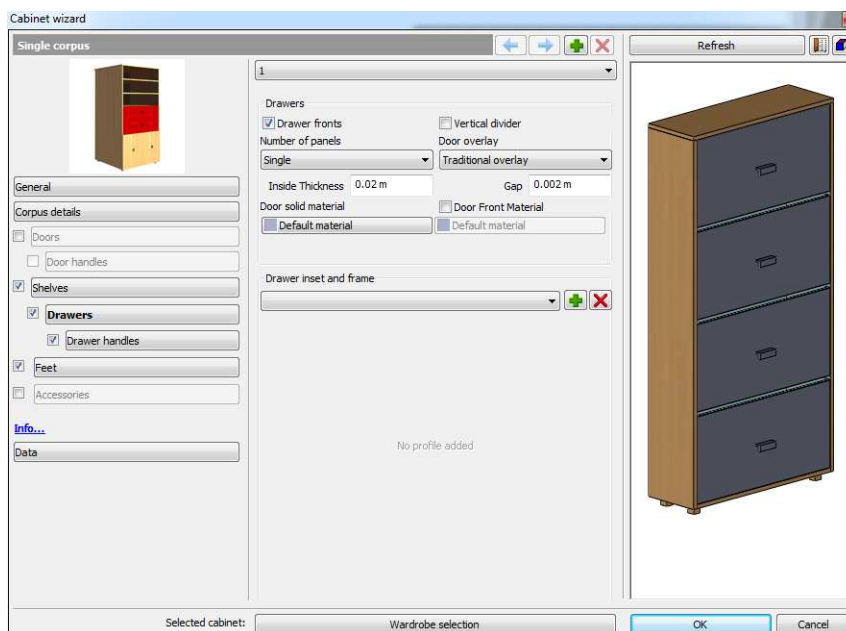 Cabinet wizard
Single corpus
Refresh
1
Drawers
Drawer fronts
Vertical divider
Number of panels
Door overlay
Single
Traditional overlay
Inside Thickness
0.02 m
Gap
0.002 m
Door solid material
Door Front Material
Default material
Default material
Drawer inset and frame
No profile added
General
Corpus details
Doors
Door handles
Shelves
Drawers
Drawer handles
Feet
Accessories
Info...
Data
Selected cabinet:
Wardrobe selection
OK
Cancel